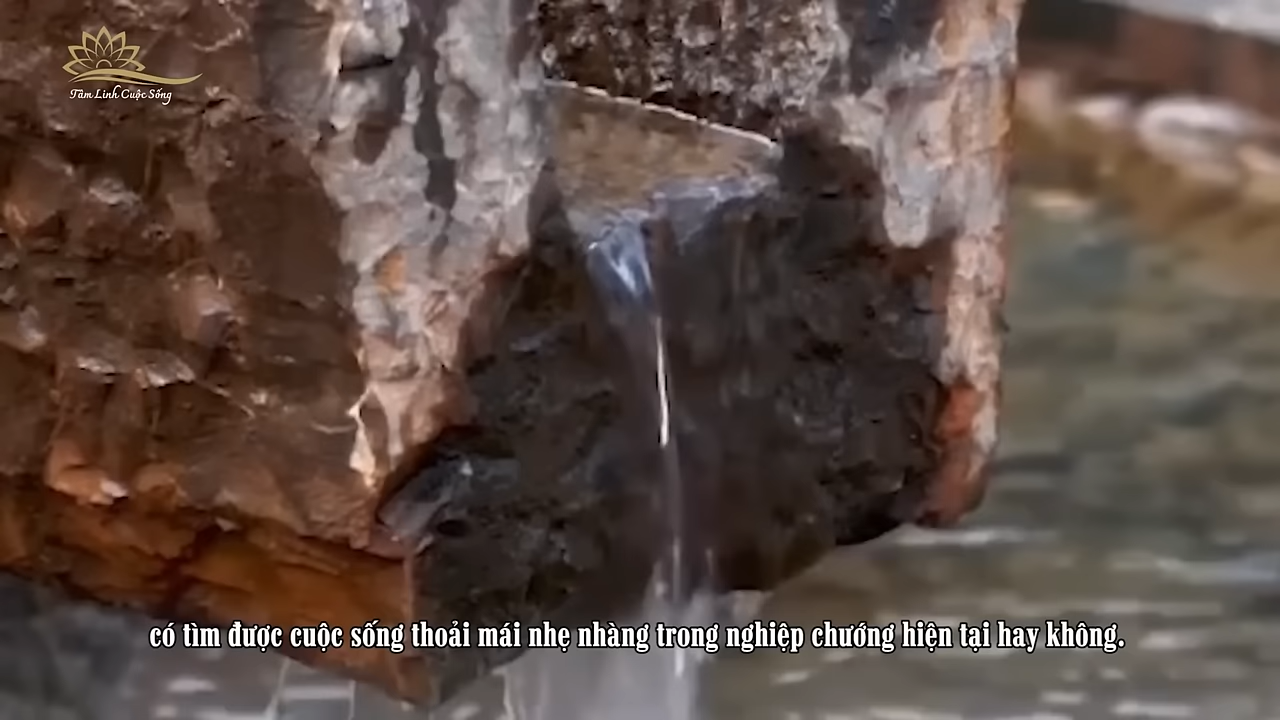 Tâm Linh Cuộc Sống
có tìm được cuộc sống thoải mái nhẹ nhàng trong nghiệp chướng hiện tại hay không.